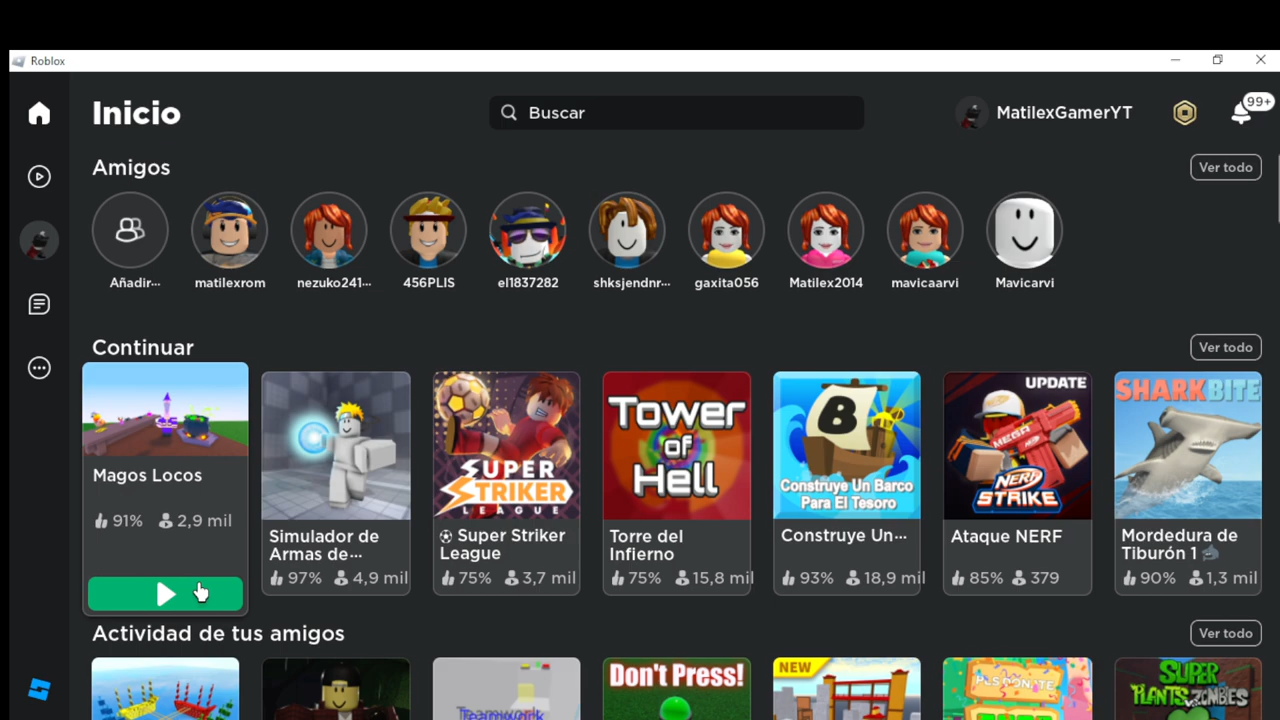 Roblox
Inicio
Buscar
MatilexGamerYT
99+
Amigos
Ver todo
Añadir...
matilexrom
nezuko241...
456PLIS
el1837282
shksjendnr...
gaxita056
Matilex2014
mavicaarvi
Mavicarvi
Continuar
Ver todo
Magos Locos
91% 2,9 mil
Simulador de
Armas de...
97% 4,9 mil
SUPER
STRIKER
LEAGUE
⚽ Super Striker
League
75% 3,7 mil
Tower
of
Hell
Torre del
Infierno
75% 15,8 mil
B
Construye Un Barco
Para El Tesoro
Construye Un...
93% 18,9 mil
UPDATE
MEGA
NERF
STRIKE
Ataque NERF
85% 379
SHARKBITE
Mordedura de
Tiburón 1 🦈
90% 1,3 mil
Actividad de tus amigos
Ver todo
Teamwork
Don't Press!
NEW
PLS DONATE
SUPER
PLANTS ZOMBIES